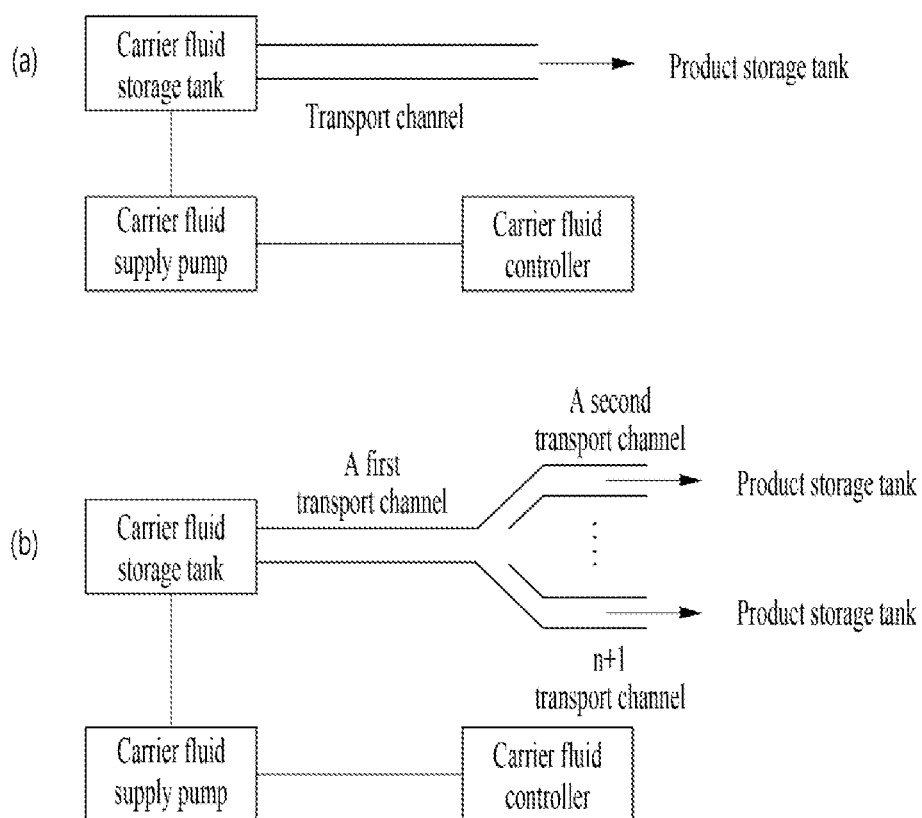 (a)
Carrier fluid
storage tank
Transport channel
Product storage tank
Carrier fluid
supply pump
Carrier fluid
controller
(b)
A second
transport channel
A first
transport channel
Product storage tank
Carrier fluid
storage tank
Product storage tank
n+1
transport channel
Carrier fluid
supply pump
Carrier fluid
controller